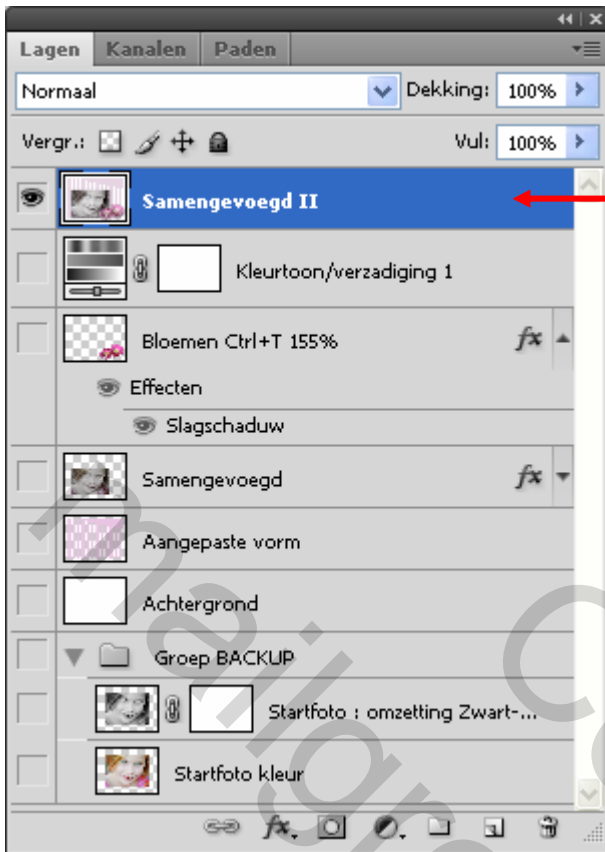 Lagen Kanalen Paden
Normaal Dekking: 100%
Vergr.: Vul: 100%
Samengevoegd II
Kleurtoon/verzadiging 1
Bloemen Ctrl+T 155% fx
Effecten
Slagschaduw
Samengevoegd fx
Aangepaste vorm
Achtergrond
Groep BACKUP
Startfoto : omzetting Zwart-...
Startfoto kleur
fx.